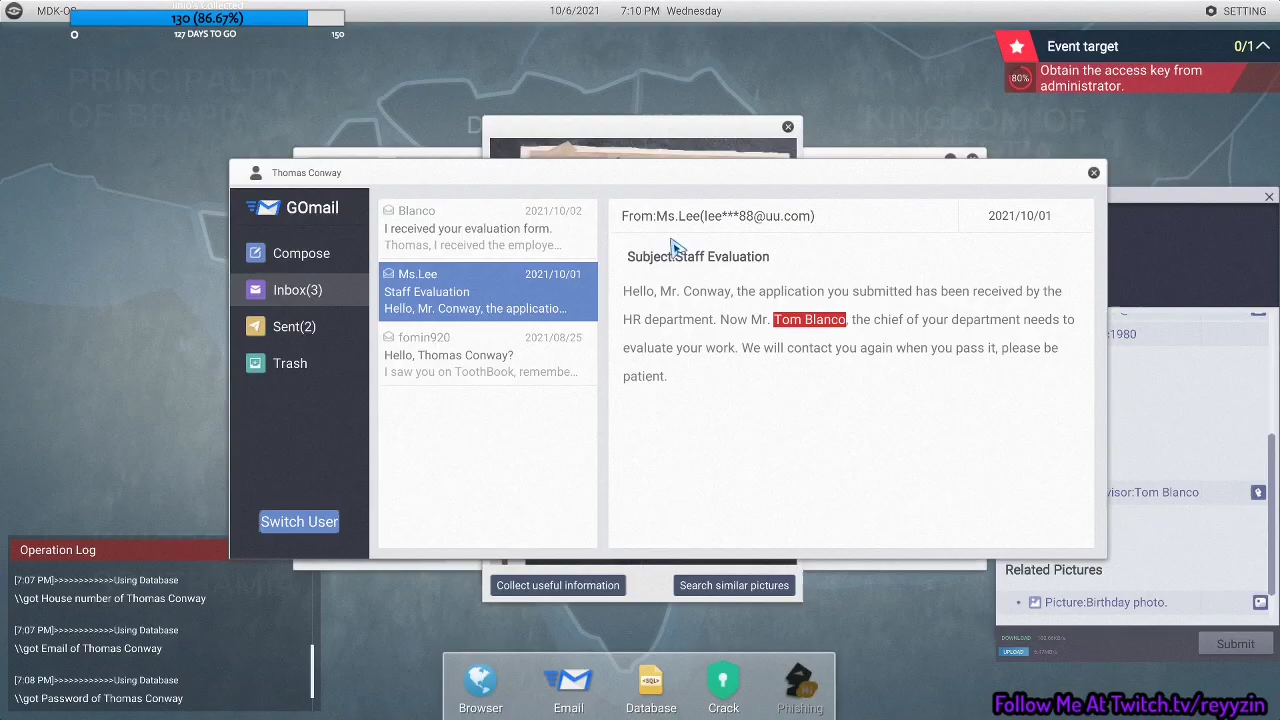 MDK-OS
10/6/2021 7:10 PM Wednesday
SETTING
130 (86.67%)
0
127 DAYS TO GO
150
PRINCIPALITY
OF BRABIA
KINGDOM OF
Event target
0/1
80%
Obtain the access key from
administrator.
Thomas Conway
GOmail
Compose
Inbox(3)
Sent(2)
Trash
Switch User
Blanco 2021/10/02
I received your evaluation form.
Thomas, I received the employe…
Ms.Lee 2021/10/01
Staff Evaluation
Hello, Mr. Conway, the applicatio…
fomin920 2021/08/25
Hello, Thomas Conway?
I saw you on ToothBook, remembe…
From:Ms.Lee(lee***88@uu.com) 2021/10/01
Subject:Staff Evaluation
Hello, Mr. Conway, the application you submitted has been received by the
HR department. Now Mr. Tom Blanco, the chief of your department needs to
evaluate your work. We will contact you again when you pass it, please be
patient.
:1980
visor:Tom Blanco
Related Pictures
• Picture:Birthday photo.
DOWNLOAD
UPLOAD
Submit
Operation Log
[7:07 PM]>>>>>>>>>>>>Using Database
\\got House number of Thomas Conway
[7:07 PM]>>>>>>>>>>>>Using Database
\\got Email of Thomas Conway
[7:08 PM]>>>>>>>>>>>>Using Database
\\got Password of Thomas Conway
Collect useful information
Search similar pictures
Browser
Email
<SQL>
Database
Crack
Phishing
Follow Me At Twitch.tv/reyyzin